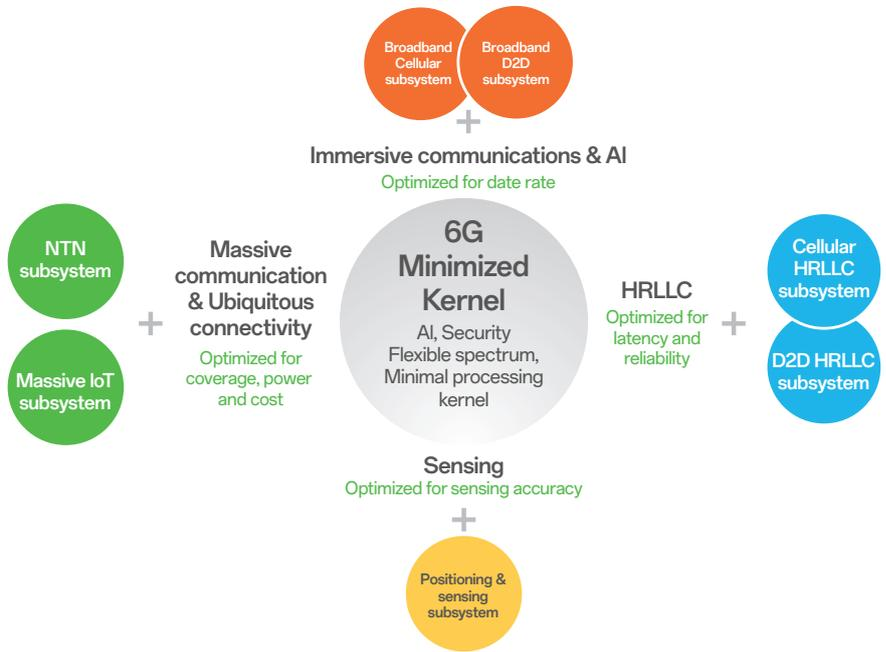 Broadband
Cellular
subsystem
Broadband
D2D
subsystem
+
Immersive communications & AI
Optimized for date rate
NTN
subsystem
Massive IoT
subsystem
+
Massive
communication
& Ubiquitous
connectivity
Optimized for
coverage, power
and cost
6G
Minimized
Kernel
AI, Security
Flexible spectrum,
Minimal processing
kernel
HRLLC
Optimized for
latency and
reliability
+
Cellular
HRLLC
subsystem
D2D HRLLC
subsystem
Sensing
Optimized for sensing accuracy
+
Positioning &
sensing
subsystem